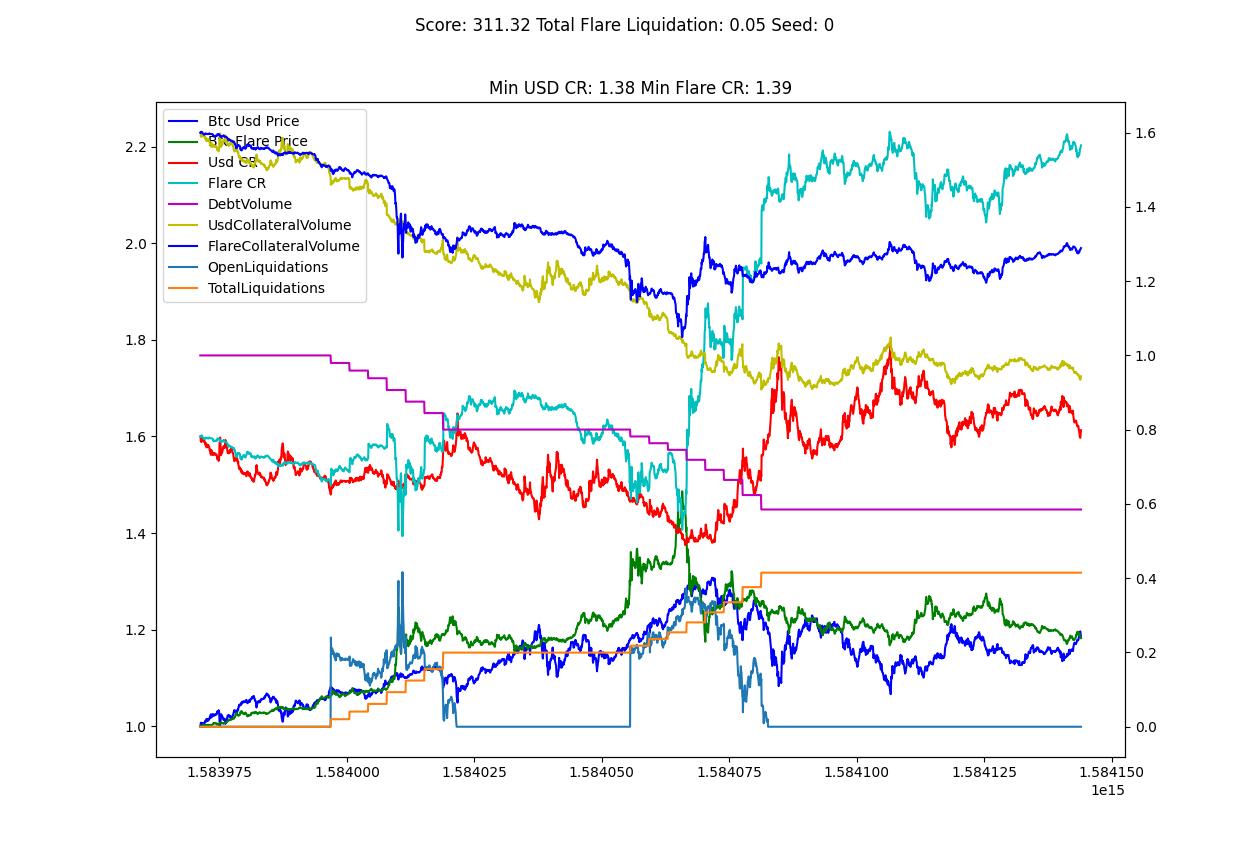 Score: 311.32 Total Flare Liquidation: 0.05 Seed: 0
Min USD CR: 1.38 Min Flare CR: 1.39
Btc Usd Price
Btc Flare Price
Usd CR
Flare CR
DebtVolume
UsdCollateralVolume
FlareCollateralVolume
OpenLiquidations
TotalLiquidations
2.2
2.0
1.8
1.6
1.4
1.2
1.0
1.6
1.4
1.2
1.0
0.8
0.6
0.4
0.2
0.0
1.583975 1.584000 1.584025 1.584050 1.584075 1.584100 1.584125 1.584150
1e15